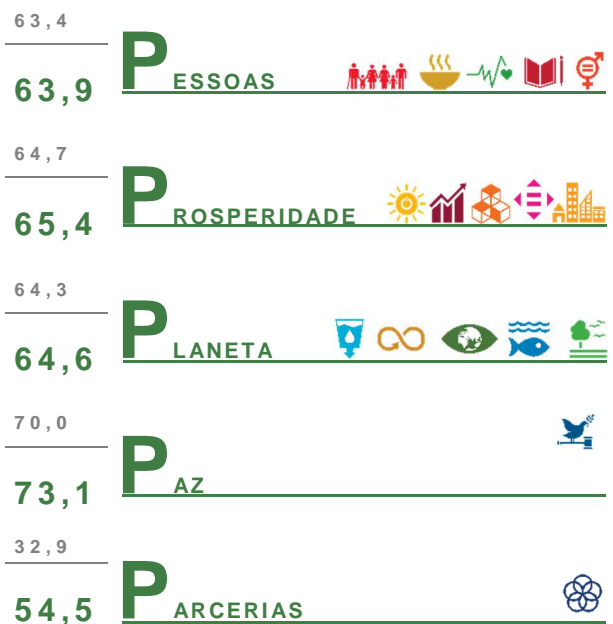 63,4
63,9
PESSOAS
64,7
65,4
PROSPERIDADE
64,3
64,6
PLANETA
70,0
73,1
PAZ
32,9
54,5
PARCERIAS